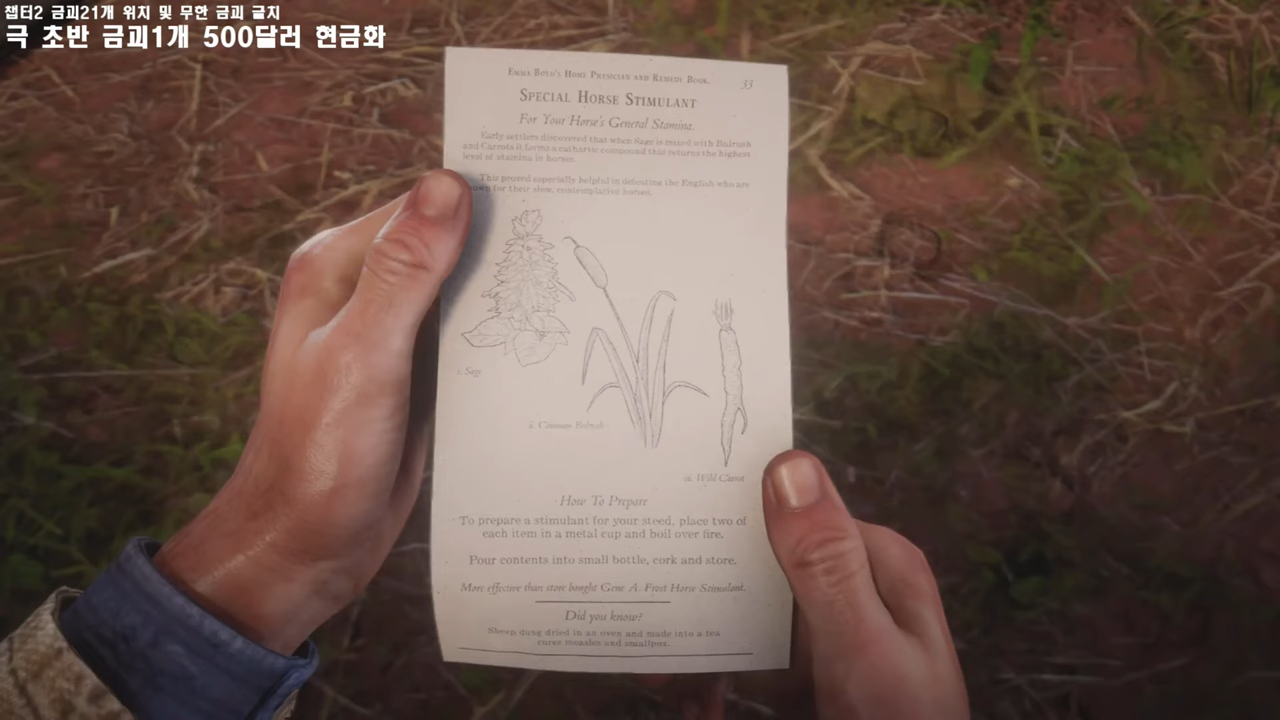 챕터2 금괴21개 위치 및 무한 금괴 글지
극 초반 금괴1개 500달러 현금화
Emma Boyd's Home Physician and Remedy Book.
33
Special Horse Stimulant
For Your Horse's General Stamina.
Early settlers discovered that when Sage is mixed with Bulrush
and Carrots it forms a cathartic compound that returns the highest
level of stamina in horses.
This proved especially helpful in defeating the English who are
for their slow, contemplative horses.
i. Sage
ii. Common Bulrush
iii. Wild Carrot
How To Prepare
To prepare a stimulant for your steed, place two of
each item in a metal cup and boil over fire.
Pour contents into small bottle, cork and store.
More effective than store bought Gene A. Frost Horse Stimulant.
Did you know?
Sheep dung dried in an oven and made into a tea
cures measles and smallpox.